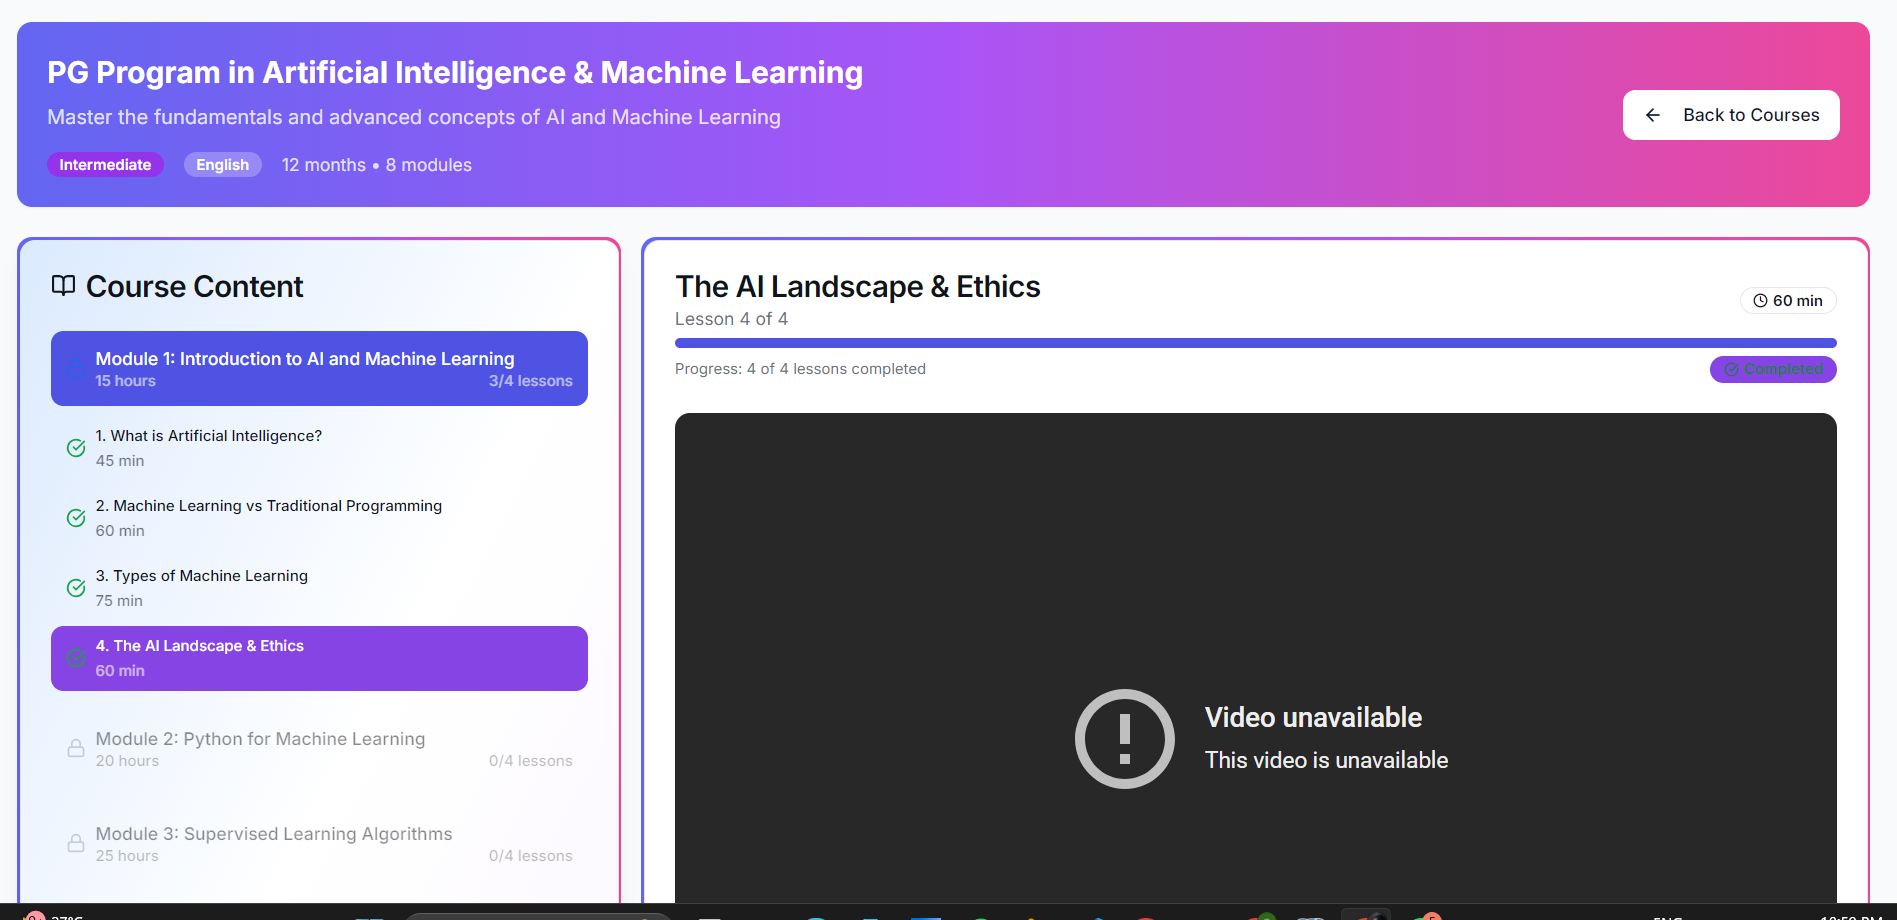 PG Program in Artificial Intelligence & Machine Learning
Master the fundamentals and advanced concepts of AI and Machine Learning
Intermediate English 12 months • 8 modules
Back to Courses
Course Content
Module 1: Introduction to AI and Machine Learning
15 hours 3/4 lessons
1. What is Artificial Intelligence?
45 min
2. Machine Learning vs Traditional Programming
60 min
3. Types of Machine Learning
75 min
4. The AI Landscape & Ethics
60 min
Module 2: Python for Machine Learning
20 hours 0/4 lessons
Module 3: Supervised Learning Algorithms
25 hours 0/4 lessons
The AI Landscape & Ethics
60 min
Lesson 4 of 4
Progress: 4 of 4 lessons completed
Completed
Video unavailable
This video is unavailable